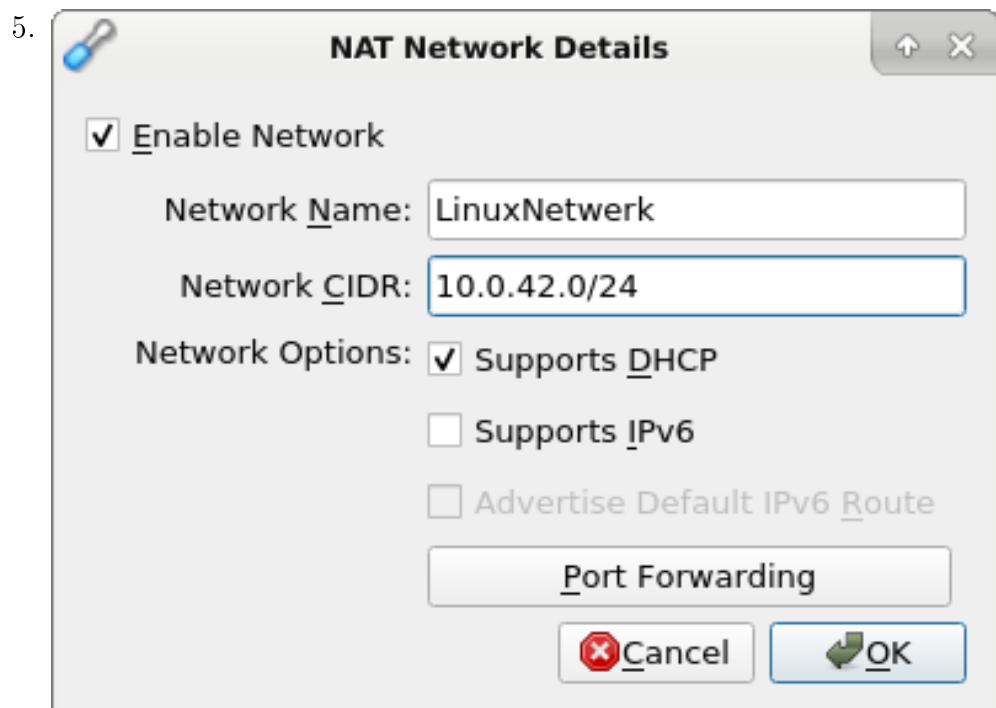 5.
NAT Network Details
Enable Network
Network Name: LinuxNetwerk
Network CIDR: 10.0.42.0/24
Network Options: Supports DHCP
Supports IPv6
Advertise Default IPv6 Route
Port Forwarding
Cancel OK